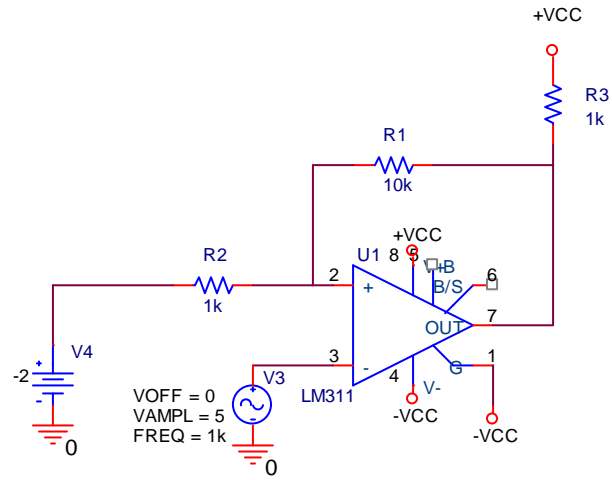 +VCC
R3
1k
R1
10k
+VCC
U1
8
5
V+
B
6
B/S
R2
1k
2
+
OUT
7
3
-
G
1
4
V-
LM311
-VCC
-VCC
V4
-2
+
-
0
V3
+
-
VOFF = 0
VAMPL = 5
FREQ = 1k
0